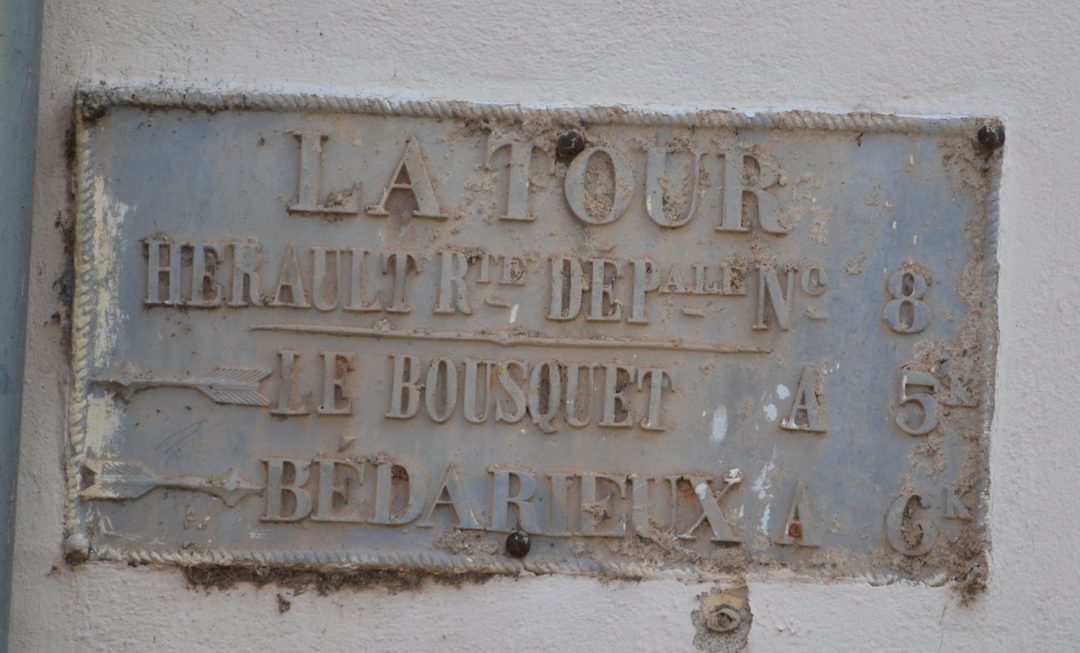 LA TOUR
HERAULT RTE DÉPALE NO 8
LE BOUSQUET A 5K
BÉDARIEUX A 6K